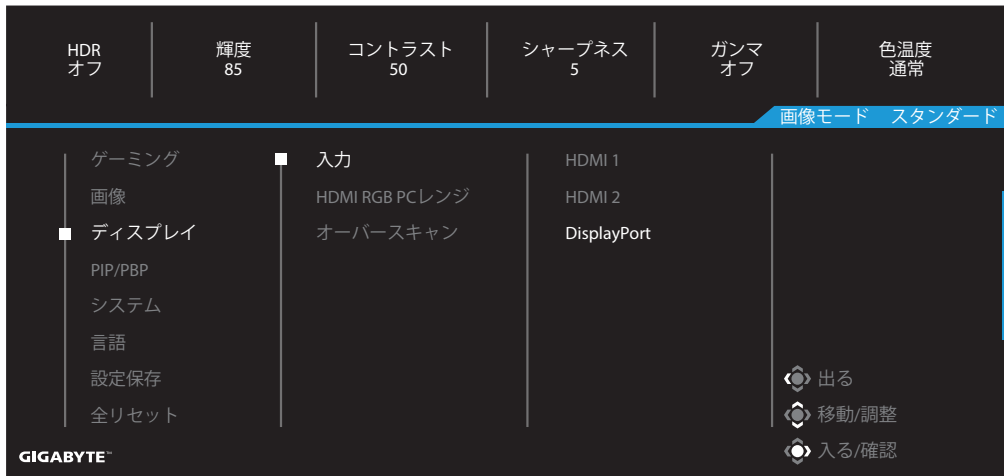 HDR
オフ
輝度
85
コントラスト
50
シャープネス
5
ガンマ
オフ
色温度
通常
画像モード スタンダード
ゲーミング
画像
ディスプレイ
PIP/PBP
システム
言語
設定保存
全リセット
入力
HDMI RGB PCレンジ
オーバースキャン
HDMI 1
HDMI 2
DisplayPort
出る
移動/調整
入る/確認
GIGABYTE™